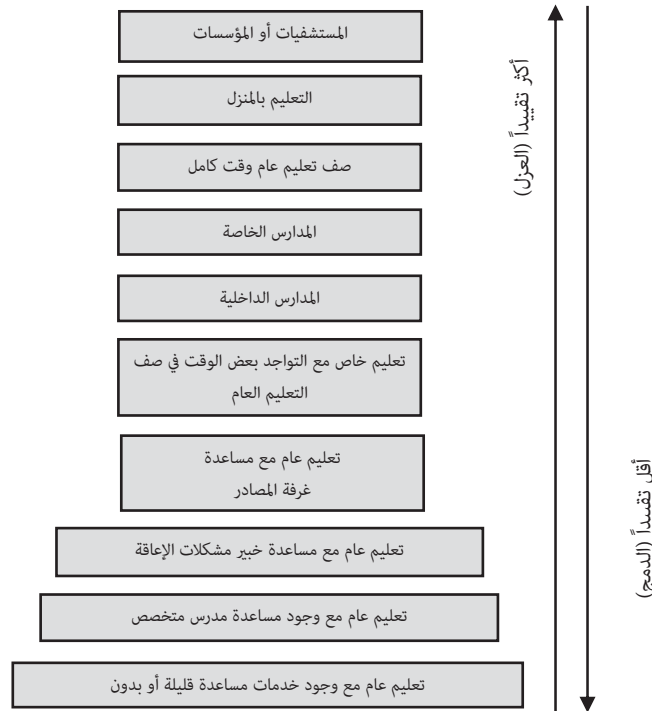 المستشفيات أو المؤسسات
التعليم بالمنزل
صف تعليم عام وقت كامل
المدارس الخاصة
المدارس الداخلية
تعليم خاص مع التواجد بعض الوقت في صف
التعليم العام
تعليم عام مع مساعدة
غرفة المصادر
تعليم عام مع مساعدة خبير مشكلات الإعاقة
تعليم عام مع وجود مساعدة مدرس متخصص
تعليم عام مع وجود خدمات مساعدة قليلة أو بدون
أكثر تقييداً (العزل)
أقل تقييداً (الدمج)